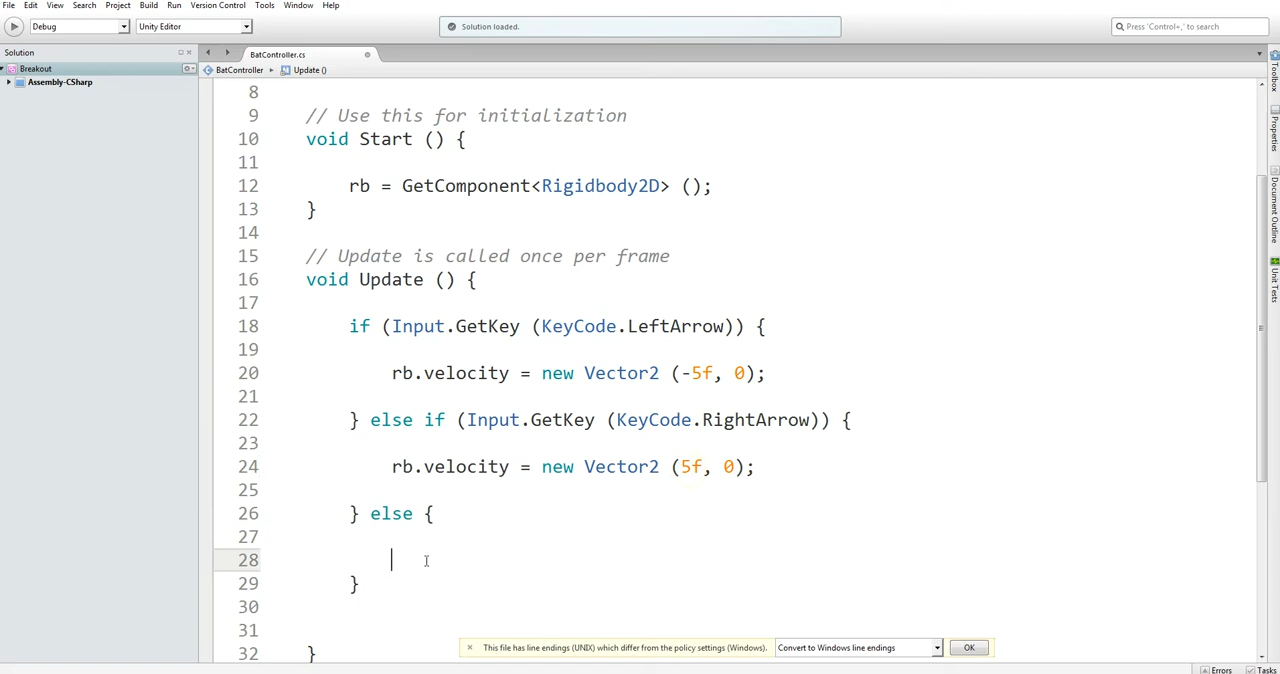 File Edit View Search Project Build Run Version Control Tools Window Help
Debug Unity Editor Solution loaded. Press 'Control+,' to search
Solution
Breakout
Assembly-CSharp
BatController.cs
BatController Update ()
8
9 // Use this for initialization
10 void Start () {
11
12 rb = GetComponent<Rigidbody2D> ();
13 }
14
15 // Update is called once per frame
16 void Update () {
17
18 if (Input.GetKey (KeyCode.LeftArrow)) {
19
20 rb.velocity = new Vector2 (-5f, 0);
21
22 } else if (Input.GetKey (KeyCode.RightArrow)) {
23
24 rb.velocity = new Vector2 (5f, 0);
25
26 } else {
27
28
29 }
30
31
32 }
This file has line endings (UNIX) which differ from the policy settings (Windows). Convert to Windows line endings OK
Toolbox
Properties
Document Outline
Unit Tests
Errors Tasks